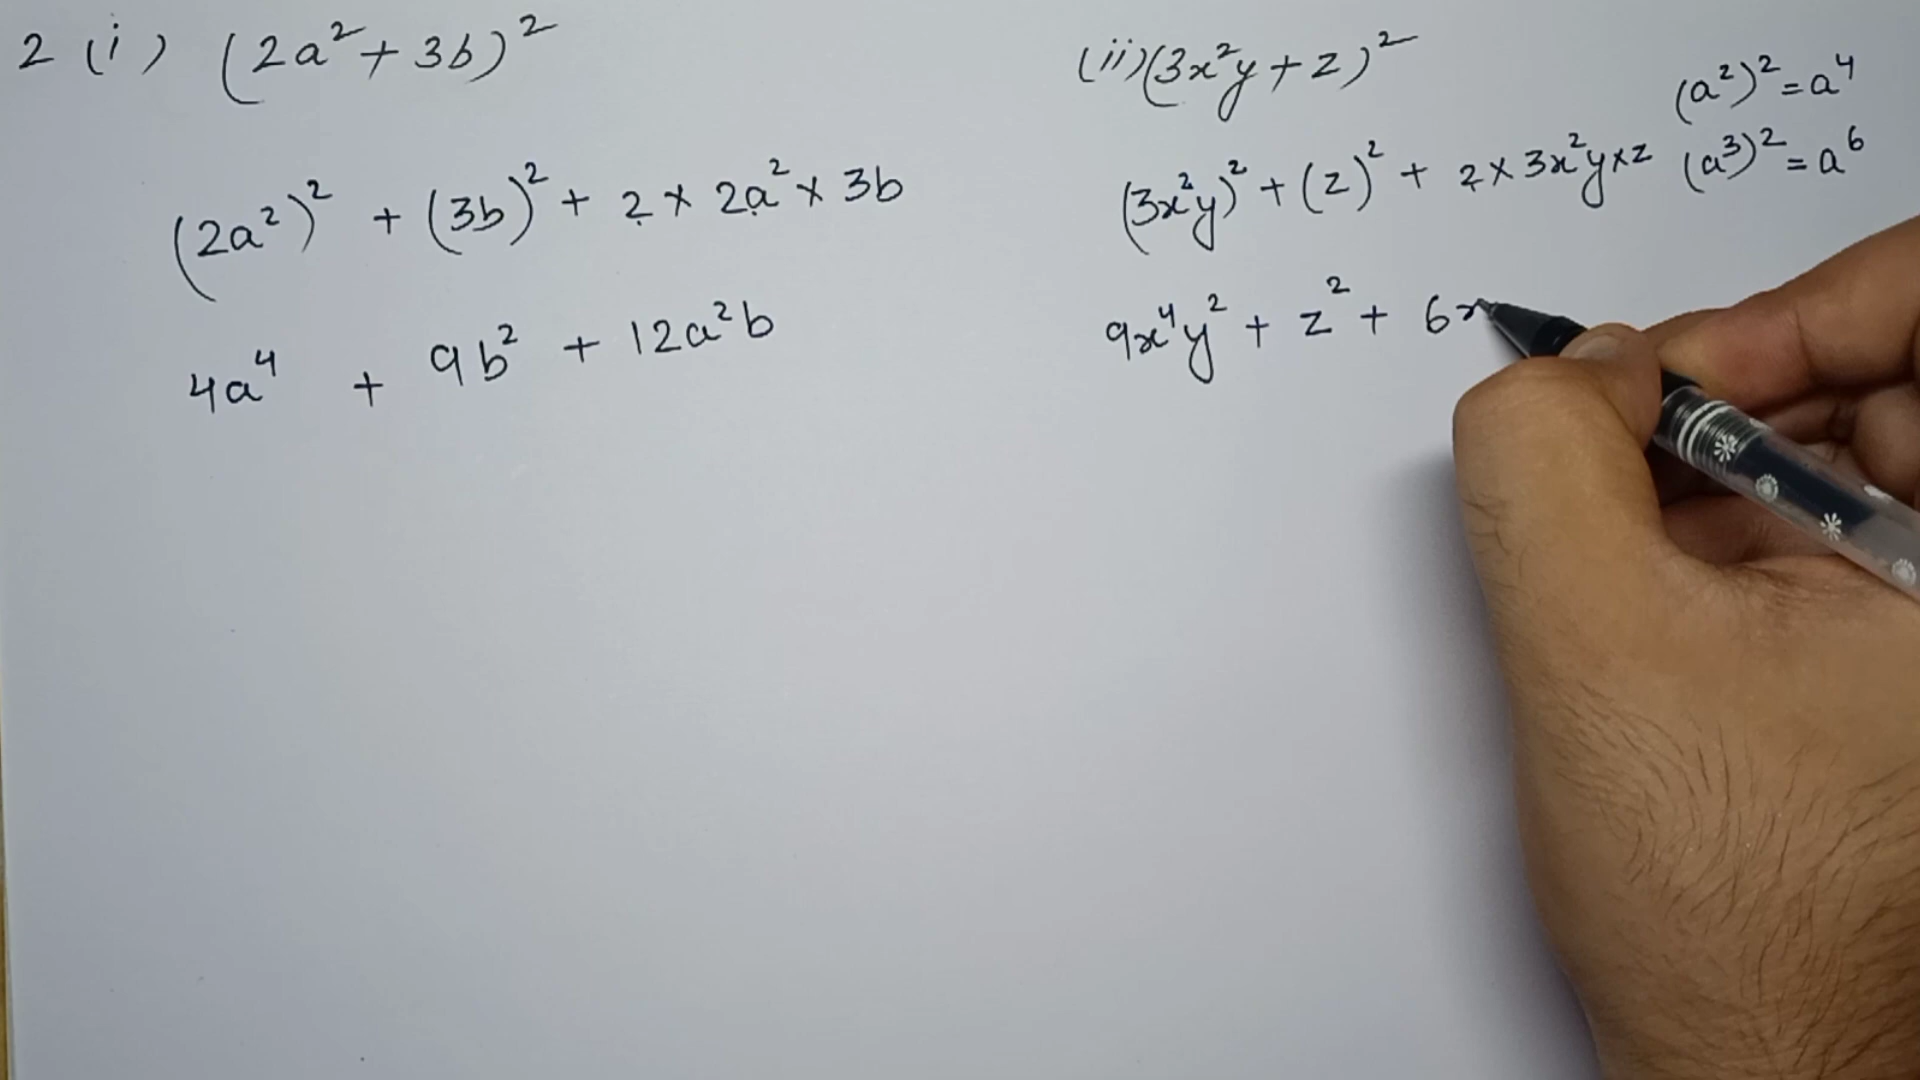 2 (i) (2a² + 3b)²
(2a²)² + (3b)² + 2 × 2a² × 3b
4a⁴ + 9b² + 12a²b
(ii) (3x²y + z)²
(3x²y)² + (z)² + 2 × 3x²y × z
9x⁴y² + z² + 6x
(a²)² = a⁴
(a³)² = a⁶